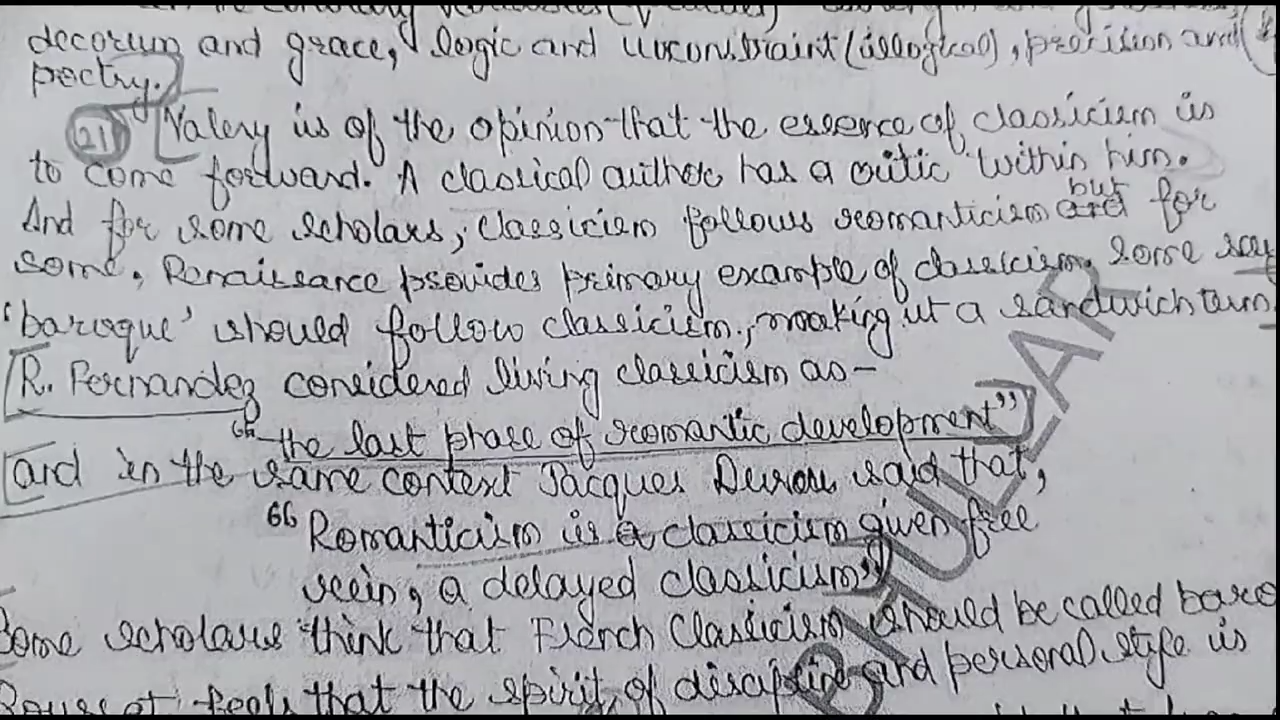 decorum and grace, logic and unconstraint (illogical), precision and
poetry.
21 Valery is of the opinion that the essence of classicism is
to come forward. A classical author has a critic within him.
And for some scholars, classicism follows romanticism but for
some, Renaissance provides primary example of classicism. Some say
'baroque' should follow classicism, making it a sandwich term
R. Fernandez considered living classicism as-
"the last phase of romantic development"
and in the same context Jacques said that,
"Romanticism is a classicism given free
rein, a delayed classicism"
Some scholars think that French Classicism should be called baro
feels that the spirit of discipline and personal style is